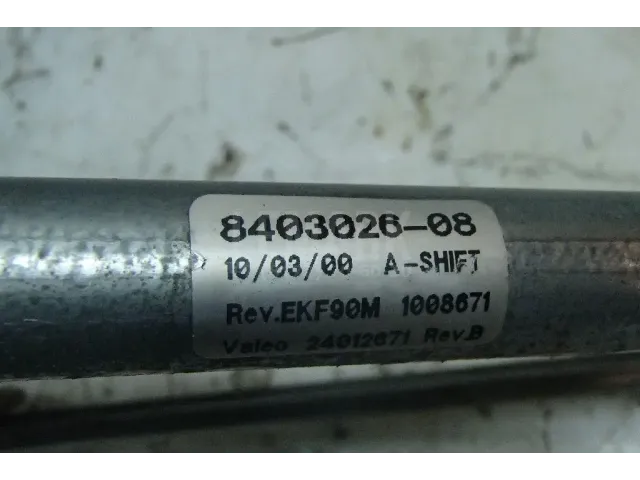 8403026-08
10/03/00 A-SHIFT
Rev.EKF90M 1008671
Valeo 24012671 Rev.B